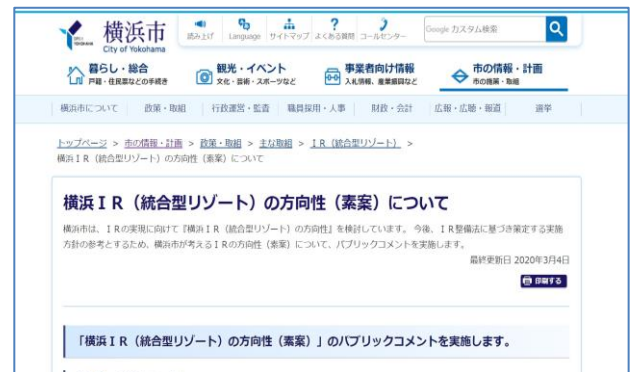 横浜市
City of Yokohama
読み上げ Language サイトマップ よくある質問 コールセンター
Google カスタム検索
暮らし・総合
戸籍・住民票などの手続き
観光・イベント
文化・芸術・スポーツなど
事業者向け情報
入札情報、産業振興など
市の情報・計画
市の施策・取組
横浜市について 政策・取組 行政運営・監査 職員採用・人事 財政・会計 広報・広聴・報道 選挙
トップページ > 市の情報・計画 > 政策・取組 > 主な取組 > ＩＲ（統合型リゾート） >
横浜ＩＲ（統合型リゾート）の方向性（素案）について
横浜ＩＲ（統合型リゾート）の方向性（素案）について
横浜市は、ＩＲの実現に向けて『横浜ＩＲ（統合型リゾート）の方向性』を検討しています。今後、ＩＲ整備法に基づき策定する実施
方針の参考とするため、横浜市が考えるＩＲの方向性（素案）について、パブリックコメントを実施します。
最終更新日 2020年3月4日
印刷する
「横浜ＩＲ（統合型リゾート）の方向性（素案）」のパブリックコメントを実施します。